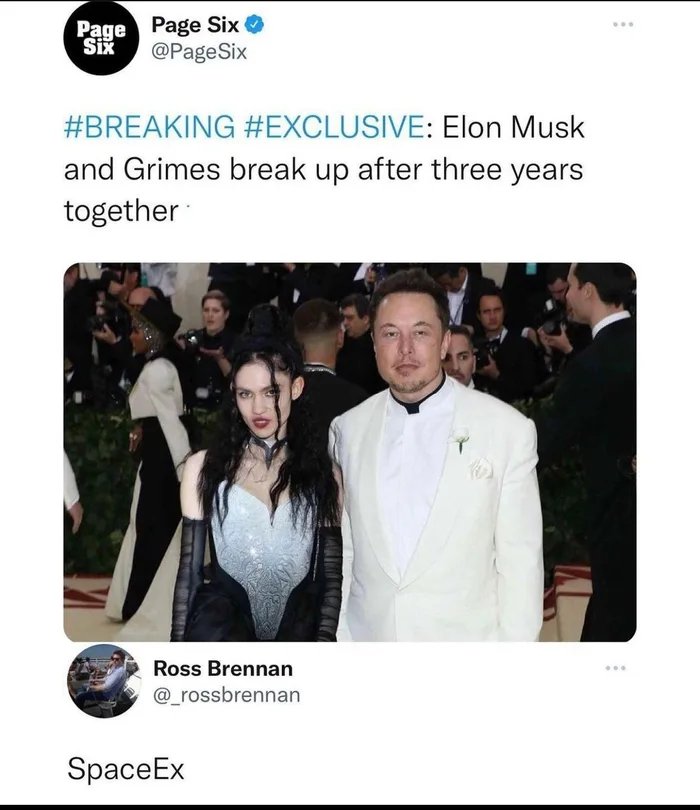 Page
Six
Page Six
@PageSix
#BREAKING #EXCLUSIVE: Elon Musk
and Grimes break up after three years
together
Ross Brennan
@_rossbrennan
SpaceEx